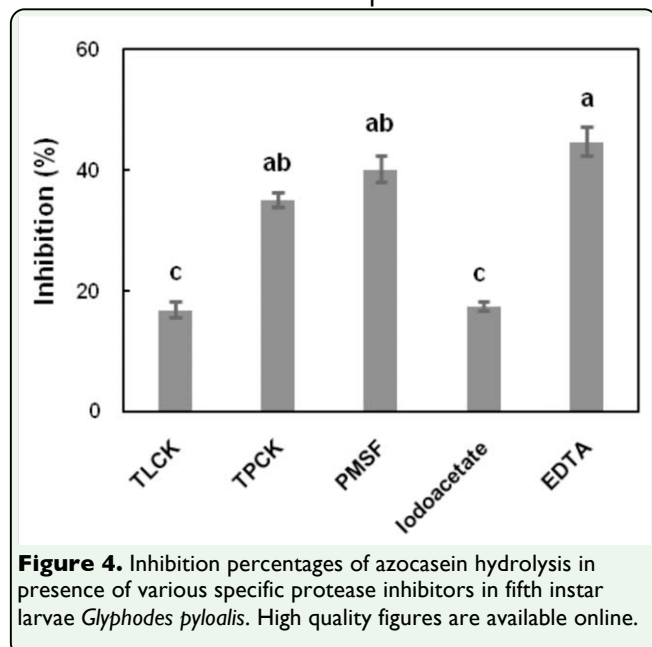 60
40
20
0
Inhibition (%)
c
ab
ab
c
a
TLCK
TPCK
PMSF
Iodoacetate
EDTA
Figure 4. Inhibition percentages of azocasein hydrolysis in
presence of various specific protease inhibitors in fifth instar
larvae Glyphodes pyloalis. High quality figures are available online.